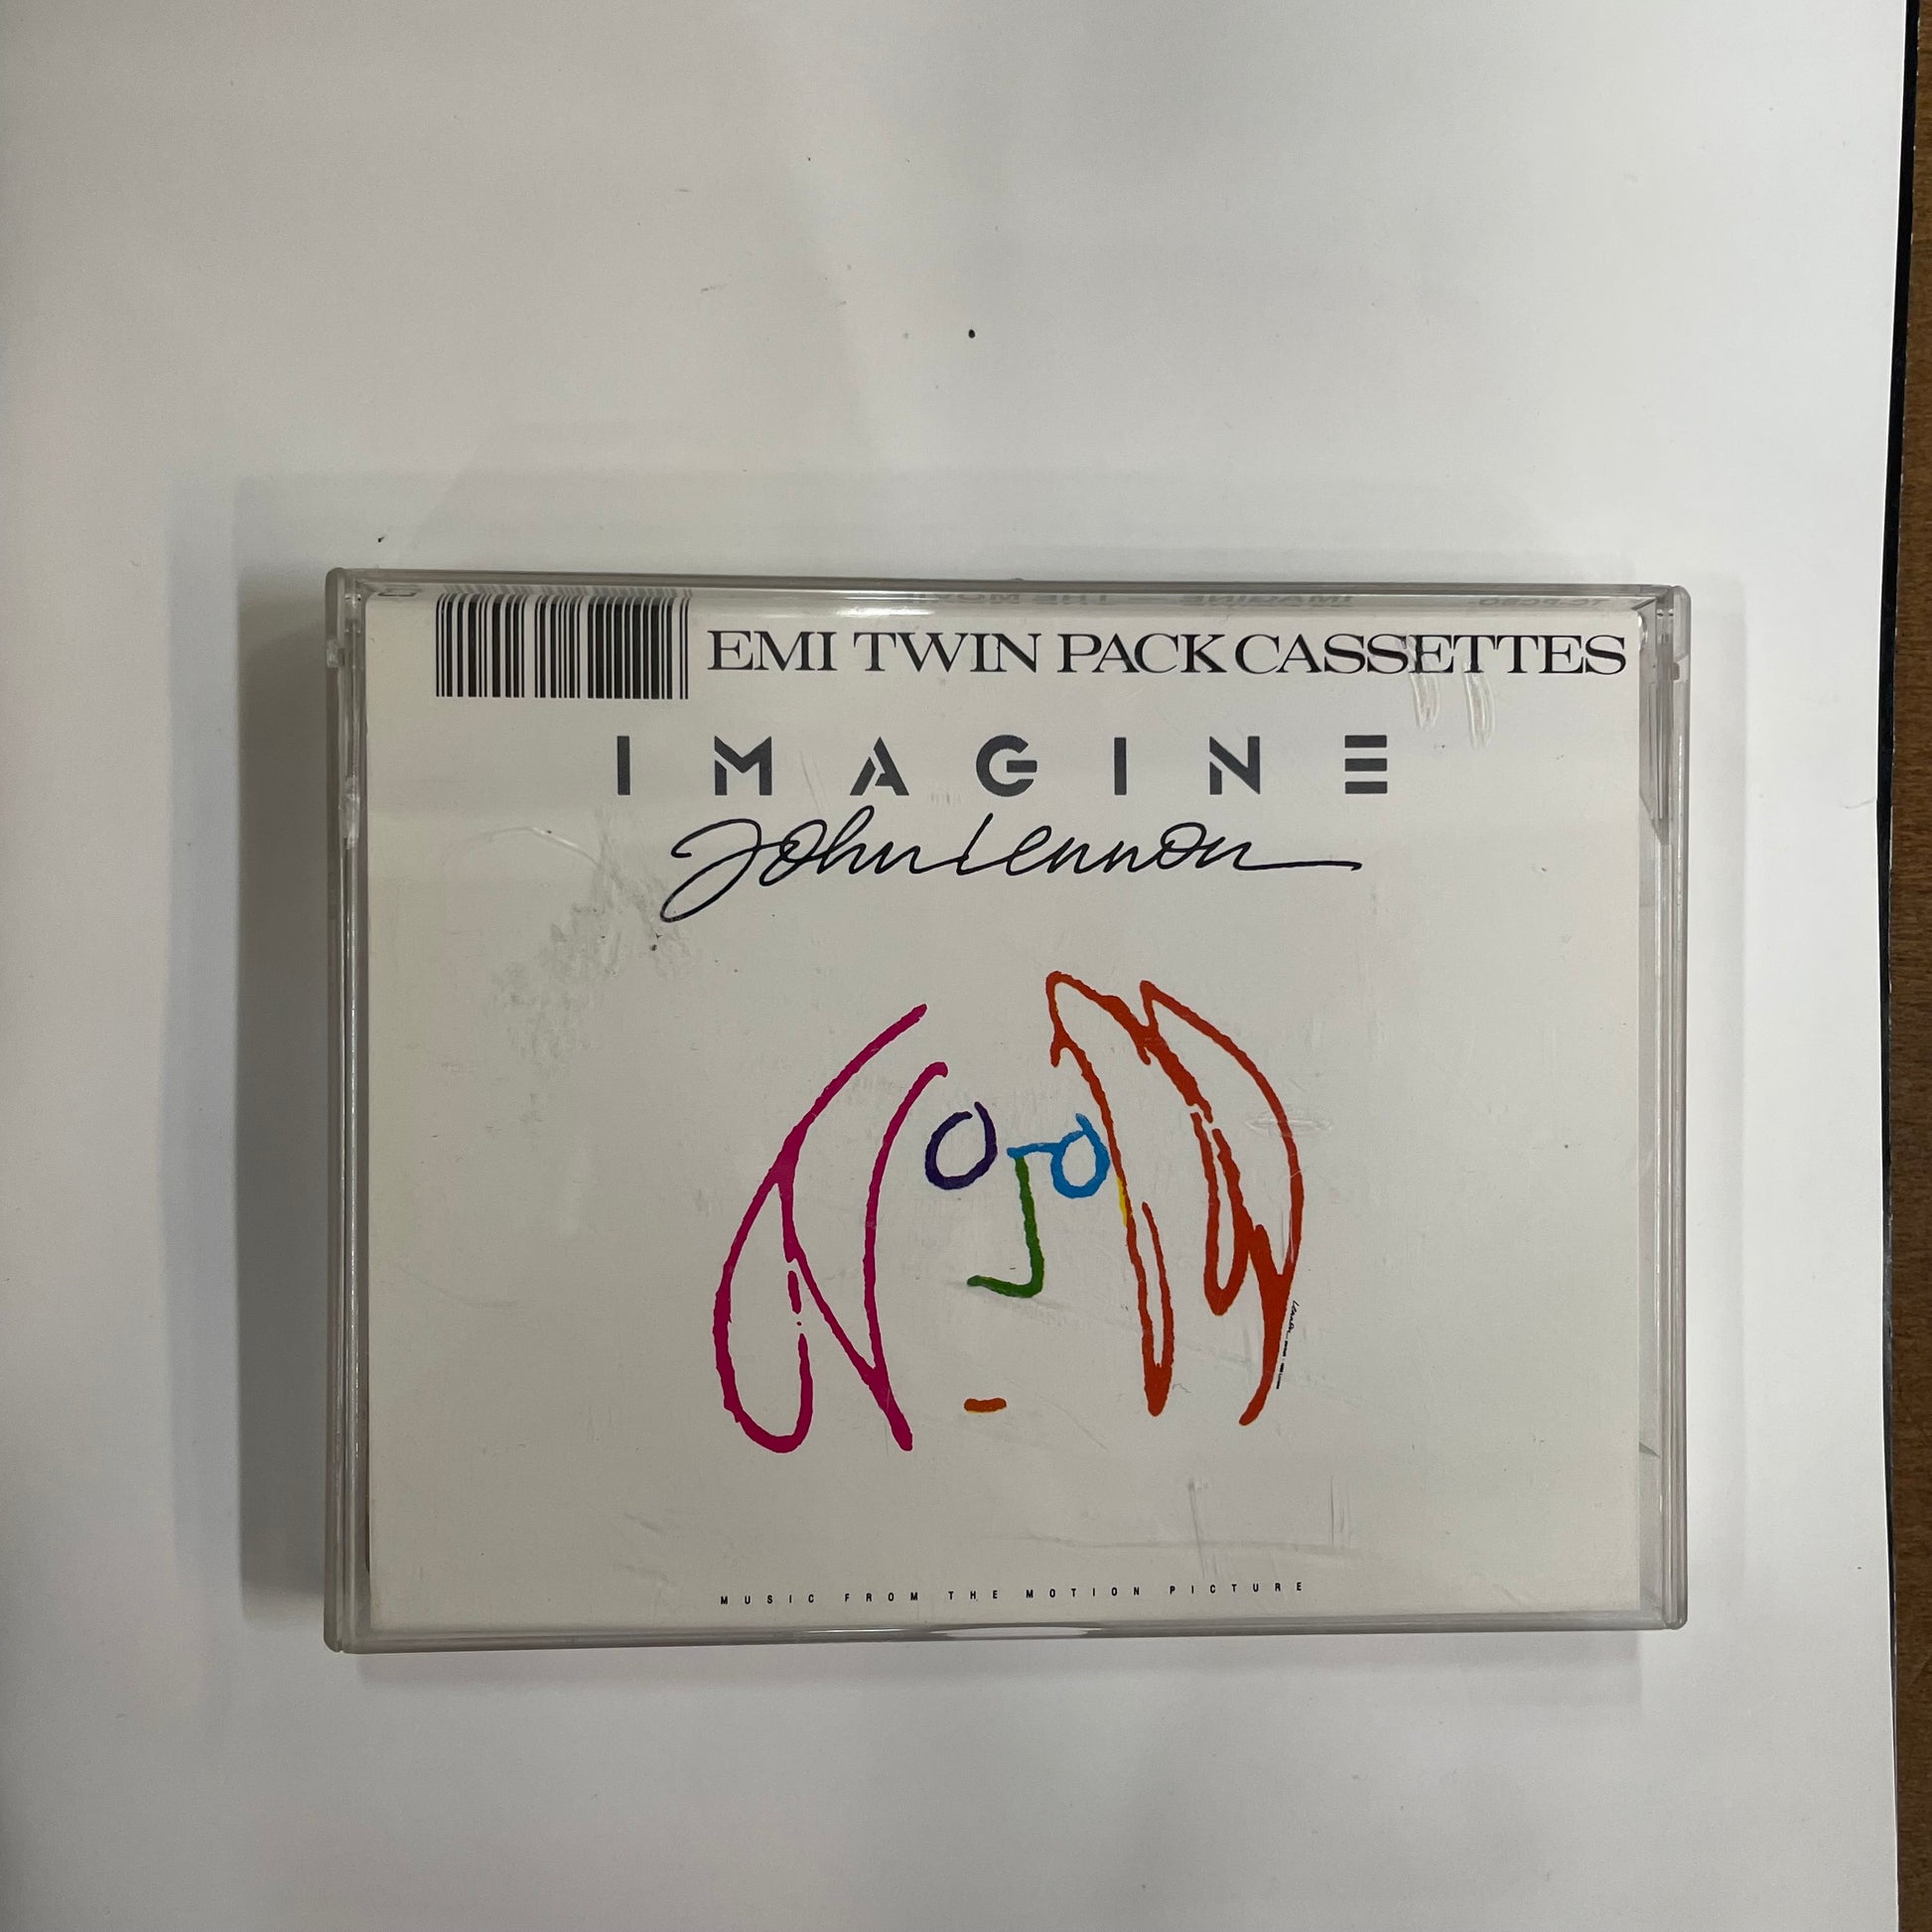 EMI TWIN PACK CASSETTES
IMAGINE
John Lennon
MUSIC FROM THE MOTION PICTURE